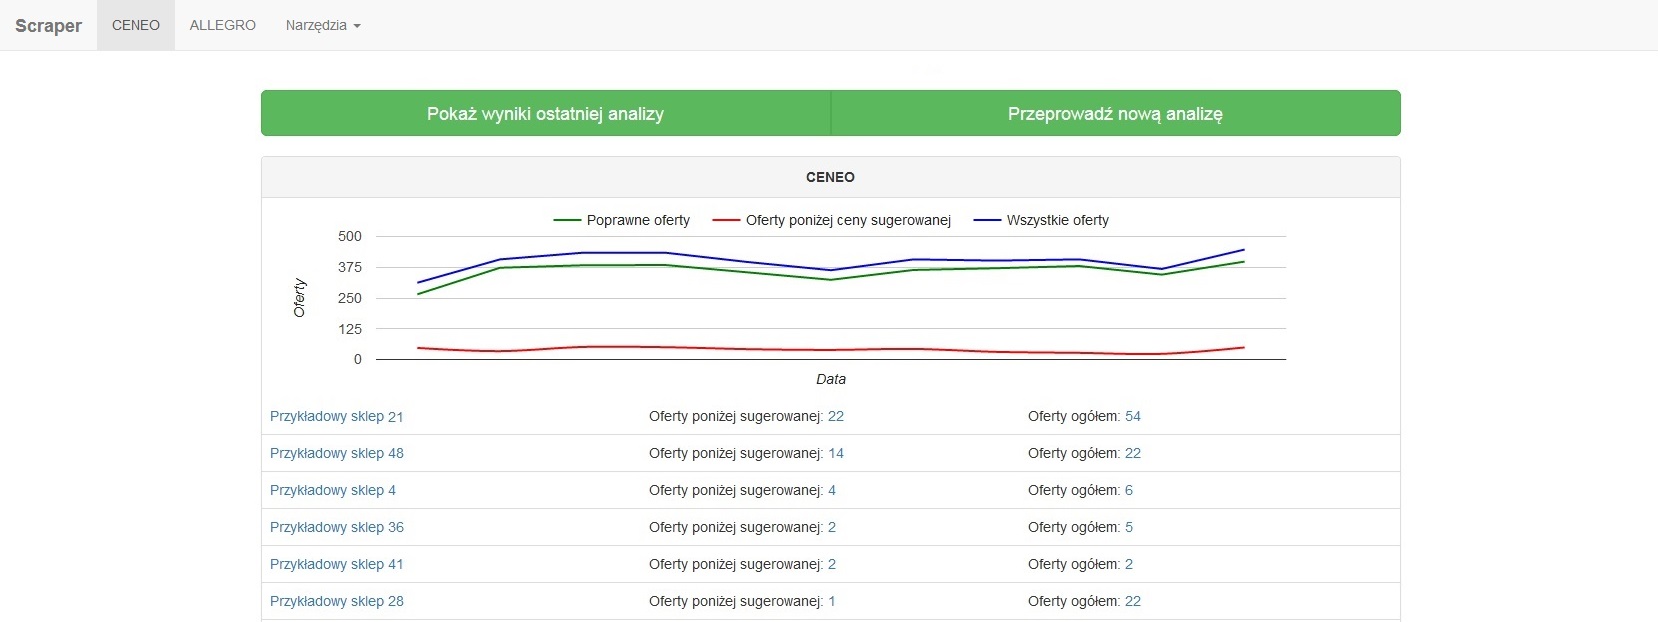 Scraper CENEO ALLEGRO Narzędzia
Pokaż wyniki ostatniej analizy Przeprowadź nową analizę
CENEO
Poprawne oferty Oferty poniżej ceny sugerowanej Wszystkie oferty
500
375
250
125
0
Oferty
Data
Przykładowy sklep 21 Oferty poniżej sugerowanej: 22 Oferty ogółem: 54
Przykładowy sklep 48 Oferty poniżej sugerowanej: 14 Oferty ogółem: 22
Przykładowy sklep 4 Oferty poniżej sugerowanej: 4 Oferty ogółem: 6
Przykładowy sklep 36 Oferty poniżej sugerowanej: 2 Oferty ogółem: 5
Przykładowy sklep 41 Oferty poniżej sugerowanej: 2 Oferty ogółem: 2
Przykładowy sklep 28 Oferty poniżej sugerowanej: 1 Oferty ogółem: 22